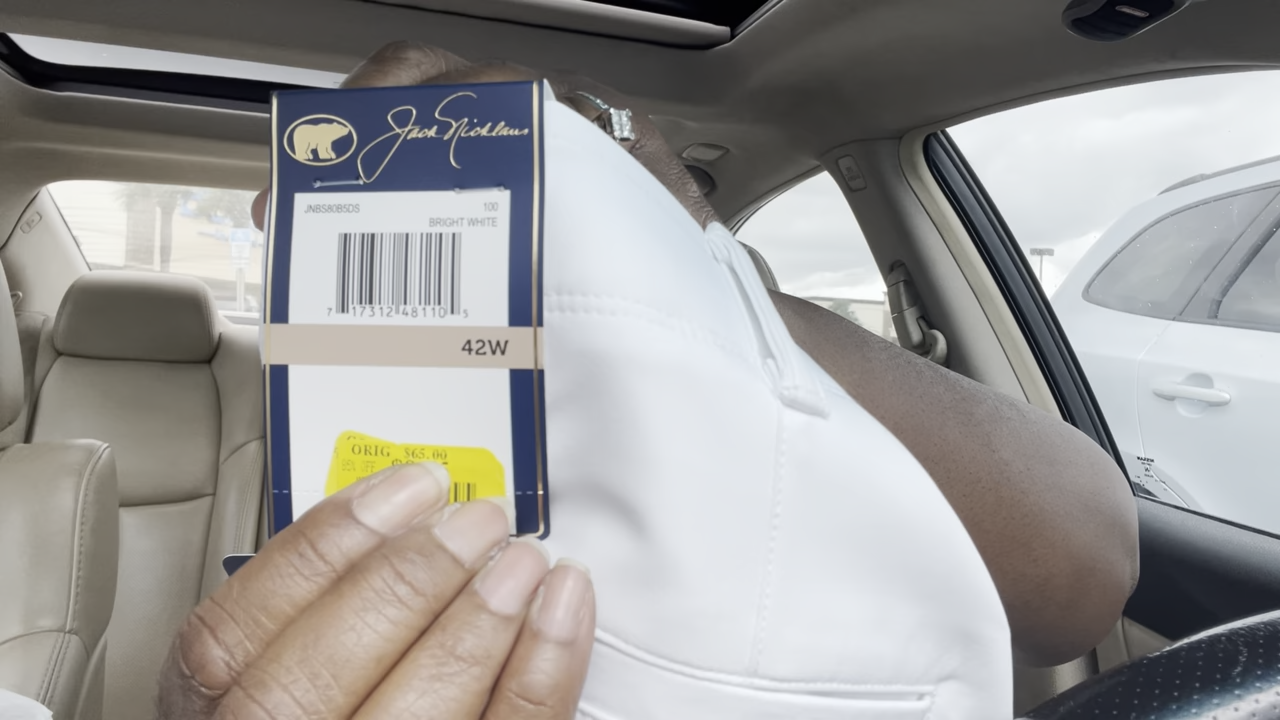 Jack Nicklaus
JNBS80B5DS 100
BRIGHT WHITE
7 17312 48110 5
42W
ORIG $65.00